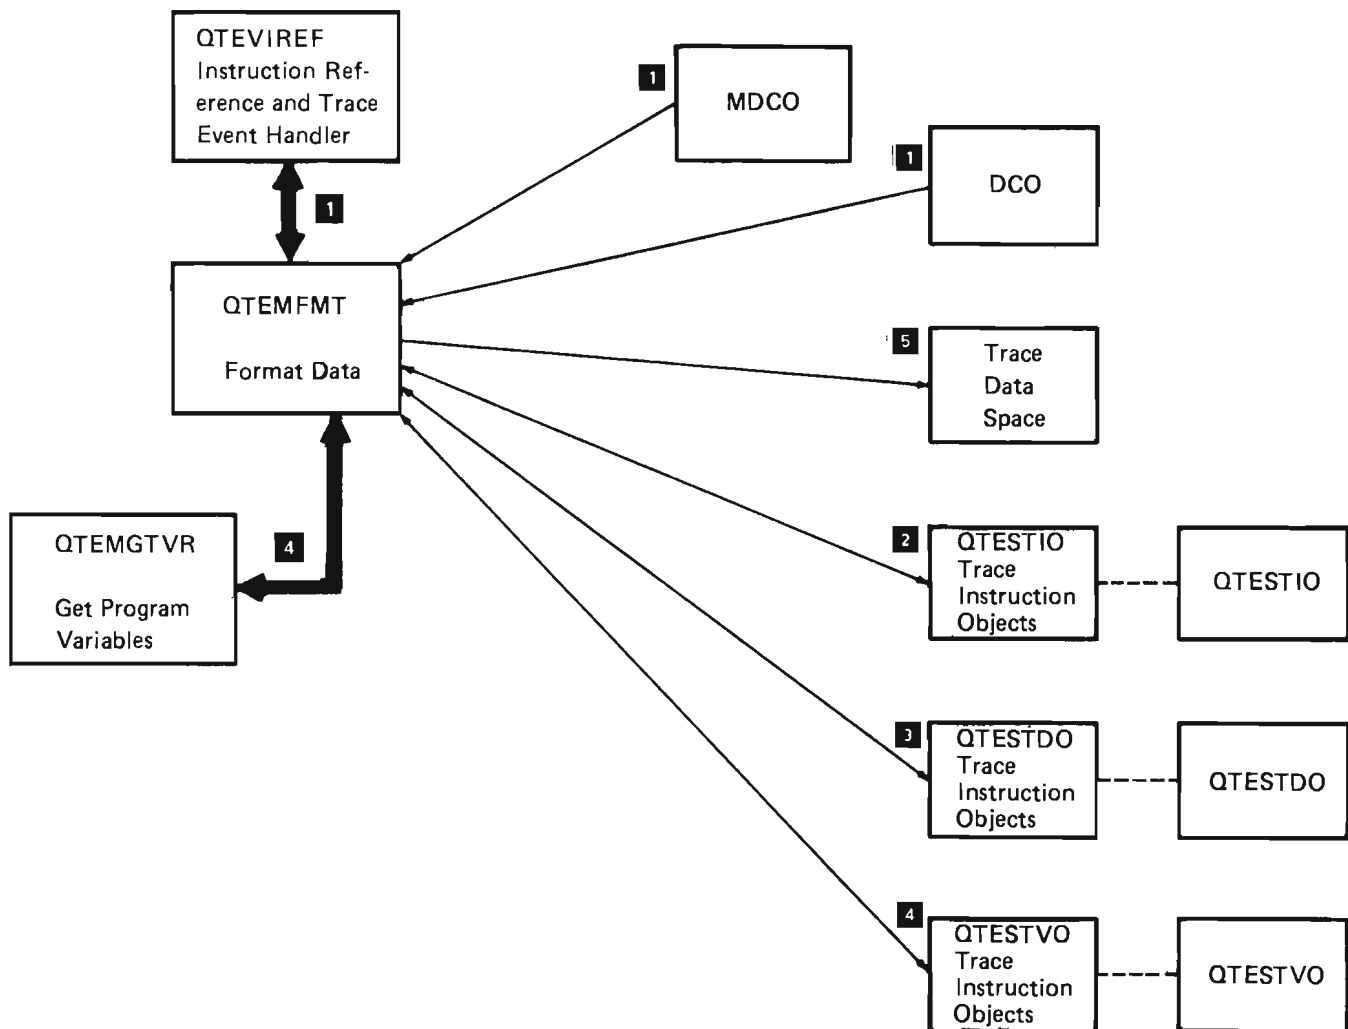 QTEVIREF
Instruction Ref-
erence and Trace
Event Handler
1
MDCO
1
DCO
1
QTEMFMT
Format Data
5
Trace
Data
Space
QTEMGTVR
Get Program
Variables
4
2
QTESTIO
Trace
Instruction
Objects
QTESTIO
3
QTESTDO
Trace
Instruction
Objects
QTESTDO
4
QTESTVO
Trace
Instruction
Objects
QTESTVO